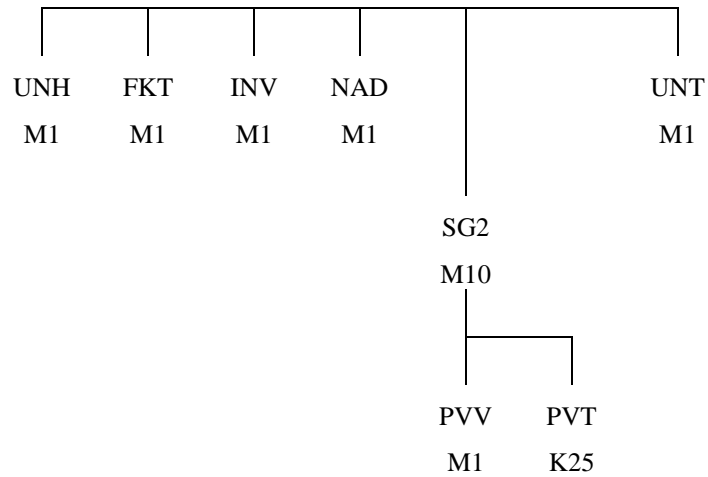 UNH FKT INV NAD UNT
M1 M1 M1 M1 M1
SG2
M10
PVV PVT
M1 K25